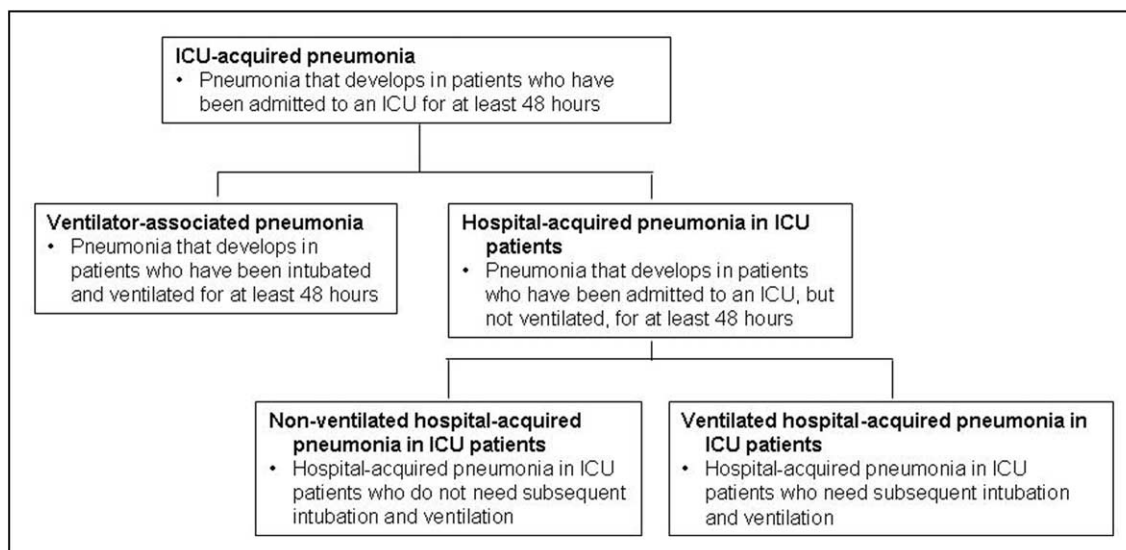 ICU-acquired pneumonia
• Pneumonia that develops in patients who have
been admitted to an ICU for at least 48 hours
Ventilator-associated pneumonia
• Pneumonia that develops in
patients who have been intubated
and ventilated for at least 48 hours
Hospital-acquired pneumonia in ICU
patients
• Pneumonia that develops in patients
who have been admitted to an ICU, but
not ventilated, for at least 48 hours
Non-ventilated hospital-acquired
pneumonia in ICU patients
• Hospital-acquired pneumonia in ICU
patients who do not need subsequent
intubation and ventilation
Ventilated hospital-acquired pneumonia in
ICU patients
• Hospital-acquired pneumonia in ICU
patients who need subsequent intubation
and ventilation